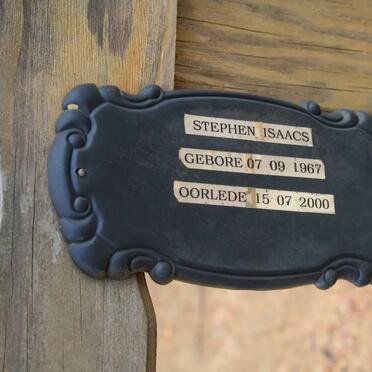 STEPHEN ISAACS
GEBORE 07 09 1967
OORLEDE 15 07 2000